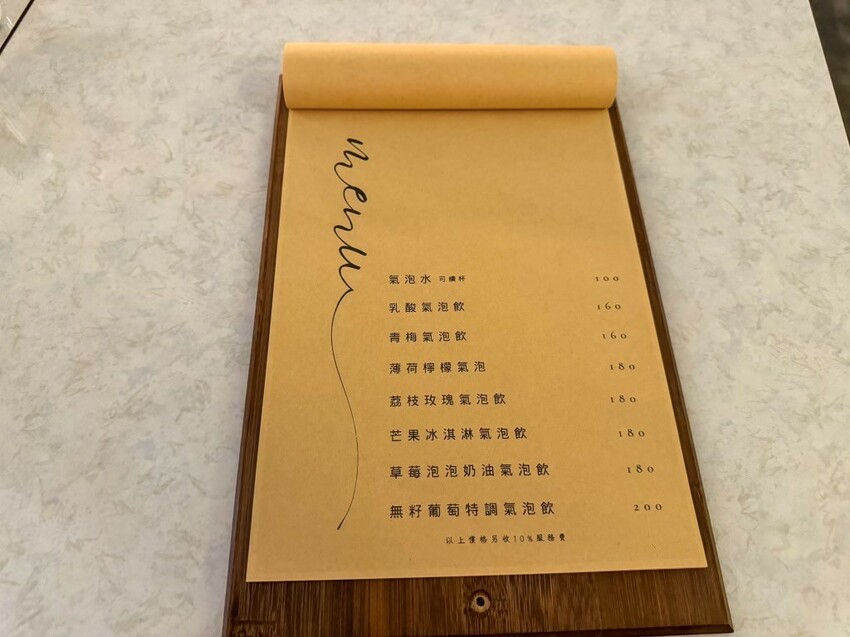 menu
氣泡水 可續杯 100
乳酸氣泡飲 160
青梅氣泡飲 160
薄荷檸檬氣泡 180
荔枝玫瑰氣泡飲 180
芒果冰淇淋氣泡飲 180
草莓泡泡奶油氣泡飲 180
無籽葡萄特調氣泡飲 200
以上價格另收10%服務費